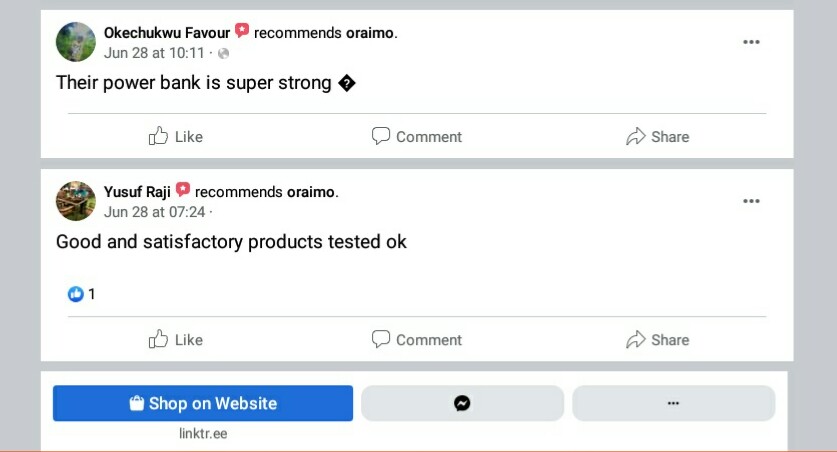 Okechukwu Favour recommends oraimo.
Jun 28 at 10:11 ·
Their power bank is super strong �
Like Comment Share
Yusuf Raji recommends oraimo.
Jun 28 at 07:24 ·
Good and satisfactory products tested ok
1
Like Comment Share
Shop on Website
linktr.ee